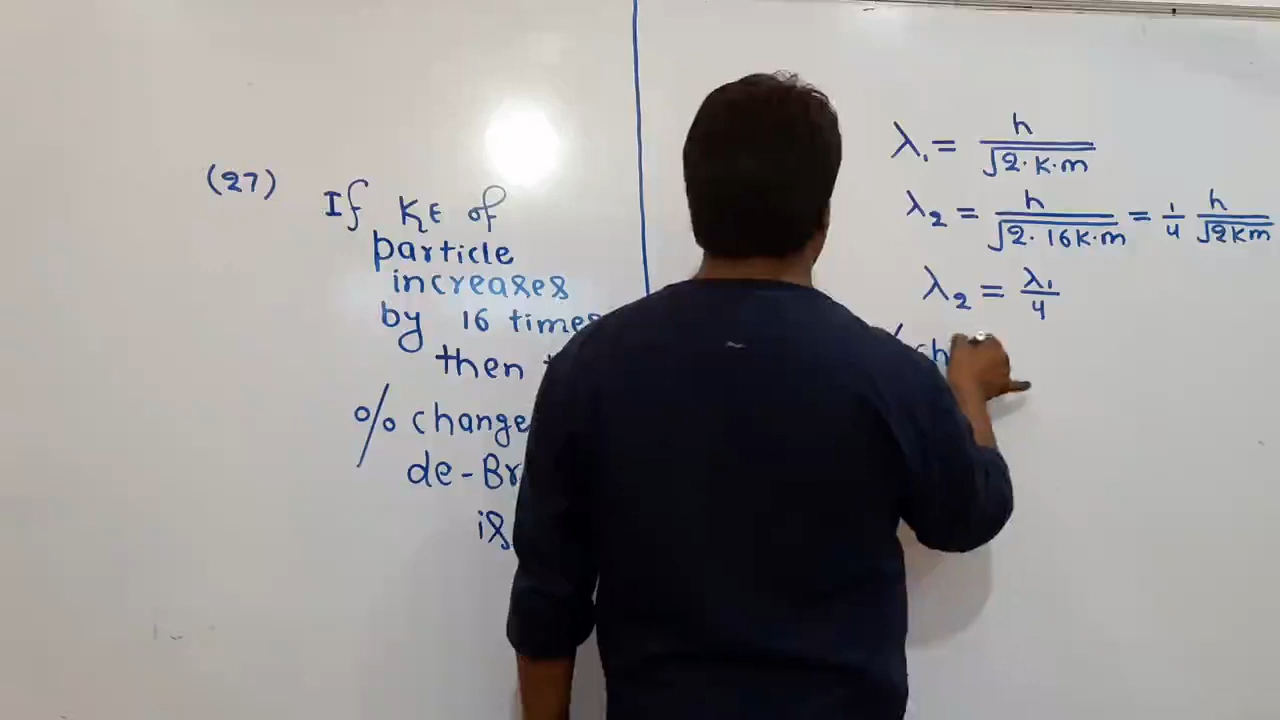 (27) If KE of
particle
increases
by 16 times
then
% change
de-Br
is
λ₁ = h / √2·K·m
λ₂ = h / √2·16K·m = 1/4 h / √2Km
λ₂ = λ₁/4
ch